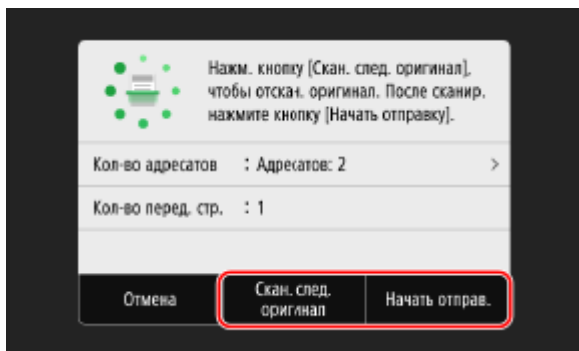 Нажм. кнопку [Скан. след. оригинал],
чтобы отскан. оригинал. После сканир.
нажмите кнопку [Начать отправку].
Кол-во адресатов : Адресатов: 2 >
Кол-во перед. стр. : 1
Отмена
Скан. след.
оригинал
Начать отправ.